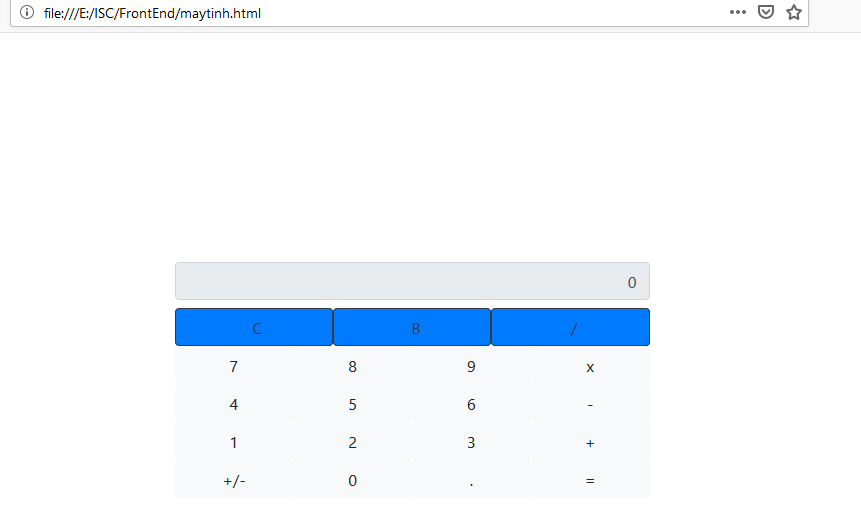 file:///E:/ISC/FrontEnd/maytinh.html
0
C B /
7 8 9 x
4 5 6 -
1 2 3 +
+/- 0 . =